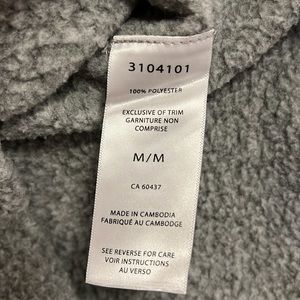 3104101
100% POLYESTER
EXCLUSIVE OF TRIM
GARNITURE NON
COMPRISE
M/M
CA 60437
MADE IN CAMBODIA
FABRIQUÉ AU CAMBODGE
SEE REVERSE FOR CARE
VOIR INSTRUCTIONS
AU VERSO